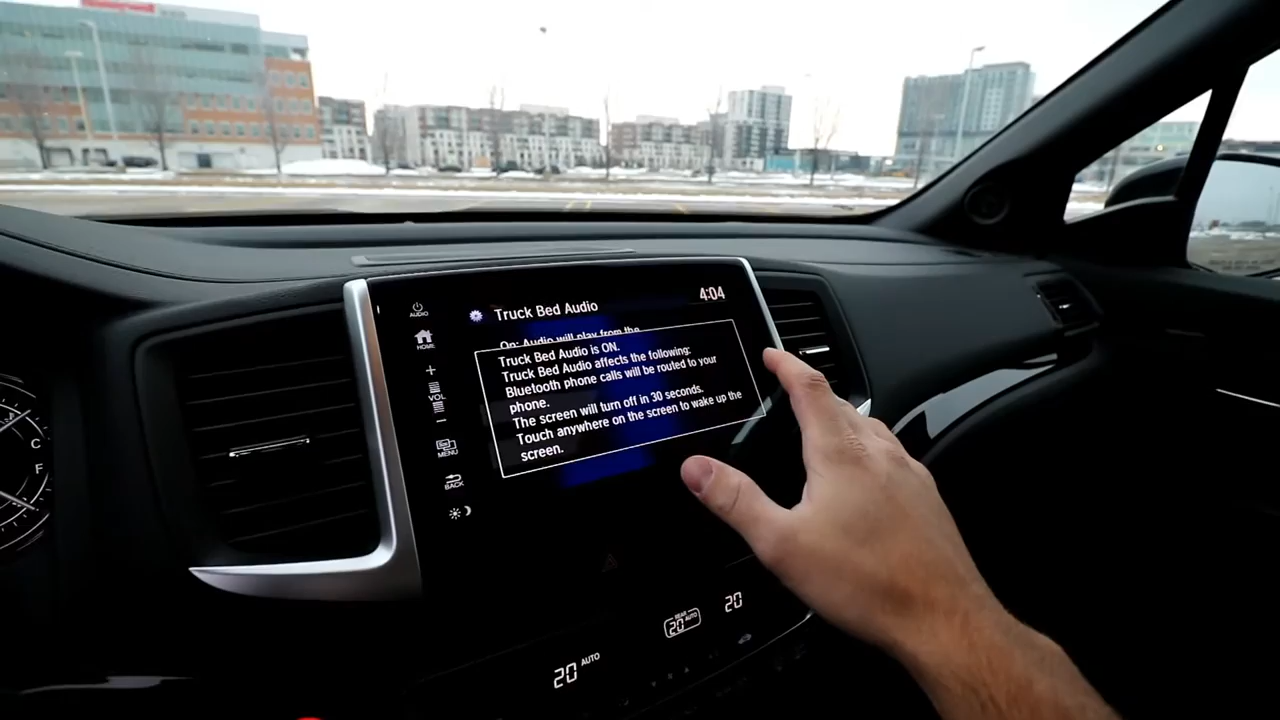 AUDIO
HOME
VOL
MENU
BACK
Truck Bed Audio
4:04
On: Audio will play from the
Truck Bed Audio is ON.
Truck Bed Audio affects the following:
Bluetooth phone calls will be routed to your
phone.
The screen will turn off in 30 seconds.
Touch anywhere on the screen to wake up the
screen.
C
F
20 AUTO
REAR
20 AUTO
20